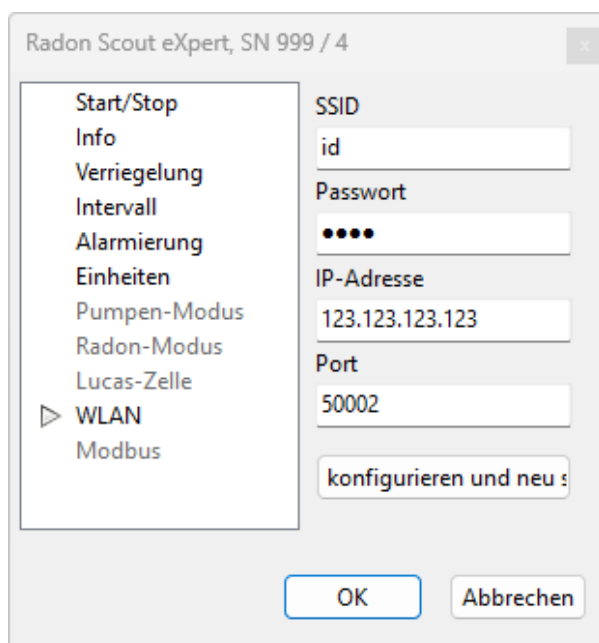 Radon Scout eXpert, SN 999 / 4
x
Start/Stop
Info
Verriegelung
Intervall
Alarmierung
Einheiten
Pumpen-Modus
Radon-Modus
Lucas-Zelle
WLAN
Modbus
SSID
id
Passwort
••••
IP-Adresse
123.123.123.123
Port
50002
konfigurieren und neu s
OK
Abbrechen